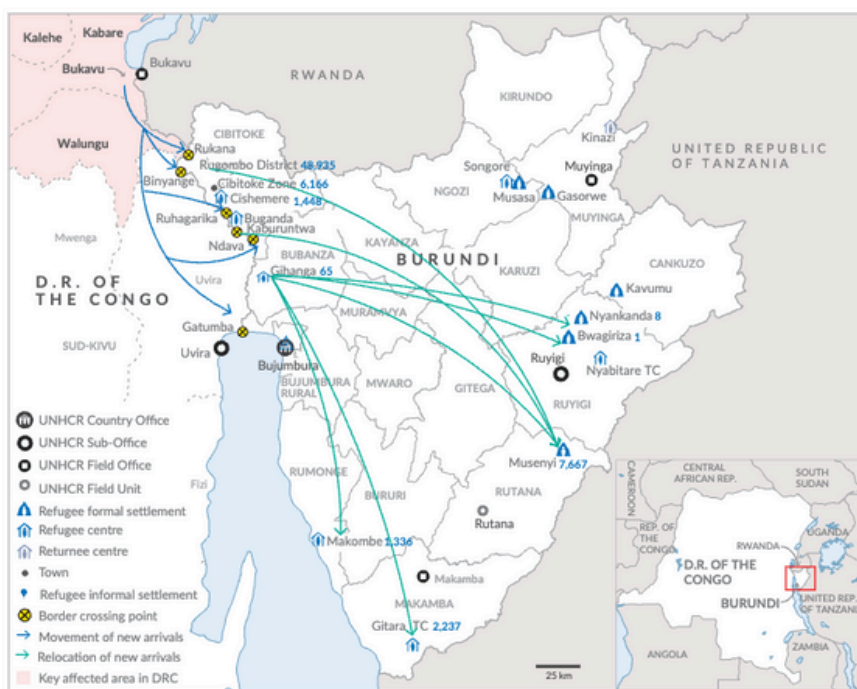 Kalehe
Kabare
Bukavu
Bukavu
RWANDA
Walungu
KIRUNDO
Kinazi
UNITED REPUBLIC
OF TANZANIA
CIBITOKE
Rukana
Rugombo District 48,935
Binyange
Cibitoke Zone 6,166
Cishemere
1,448
Songore
Musasa
NGOZI
Muyinga
Gasorwe
MUYINGA
Ruhagarika
Buganda
Kaburuntwa
Ndava
Mwenga
KAYANZA
BUBANZA
BURUNDI
KARUZI
CANKUZO
Gihanga 65
D.R. OF
THE CONGO
Uvira
MURAMVYA
Kavumu
Nyankanda 8
Bwagiriza 1
Gatumba
Uvira
Bujumbura
SUD-KIVU
BUJUMBURA
RURAL
MWARO
GITEGA
Ruyigi
Nyabitare TC
RUYIGI
UNHCR Country Office
UNHCR Sub-Office
UNHCR Field Office
UNHCR Field Unit
Refugee formal settlement
Refugee centre
Returnee centre
Town
Refugee informal settlement
Border crossing point
Movement of new arrivals
Relocation of new arrivals
Key affected area in DRC
Fizi
RUMONGE
BURURI
Musenyi 7,667
RUTANA
Rutana
Makombe 1,336
Makamba
MAKAMBA
Gitara, TC 2,237
25 km
CAMEROON
CENTRAL
AFRICAN REP.
SOUTH
SUDAN
REP. OF
THE CONGO
UGANDA
RWANDA
D.R. OF THE
CONGO
BURUNDI
UNITED REP.
OF TANZANIA
ANGOLA
ZAMBIA